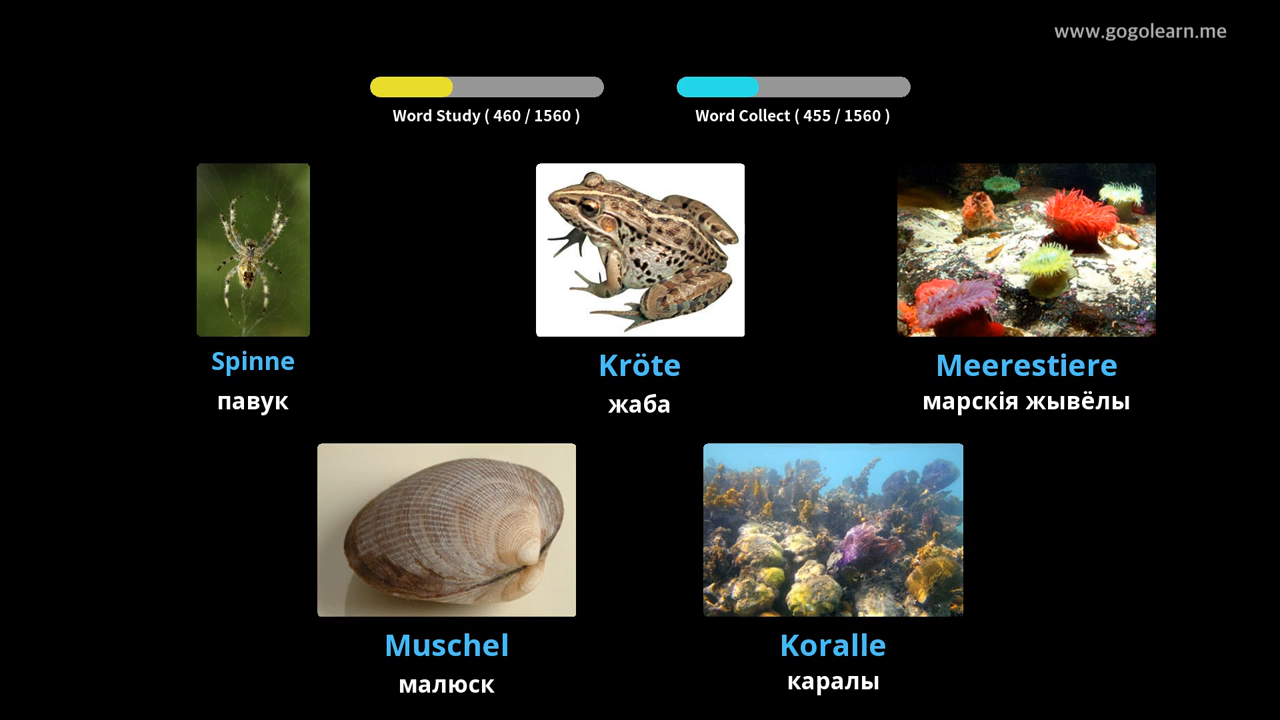 www.gogolearn.me
Word Study ( 460 / 1560 )
Word Collect ( 455 / 1560 )
Spinne
павук
Kröte
жаба
Meerestiere
марскія жывёлы
Muschel
малюск
Koralle
каралы